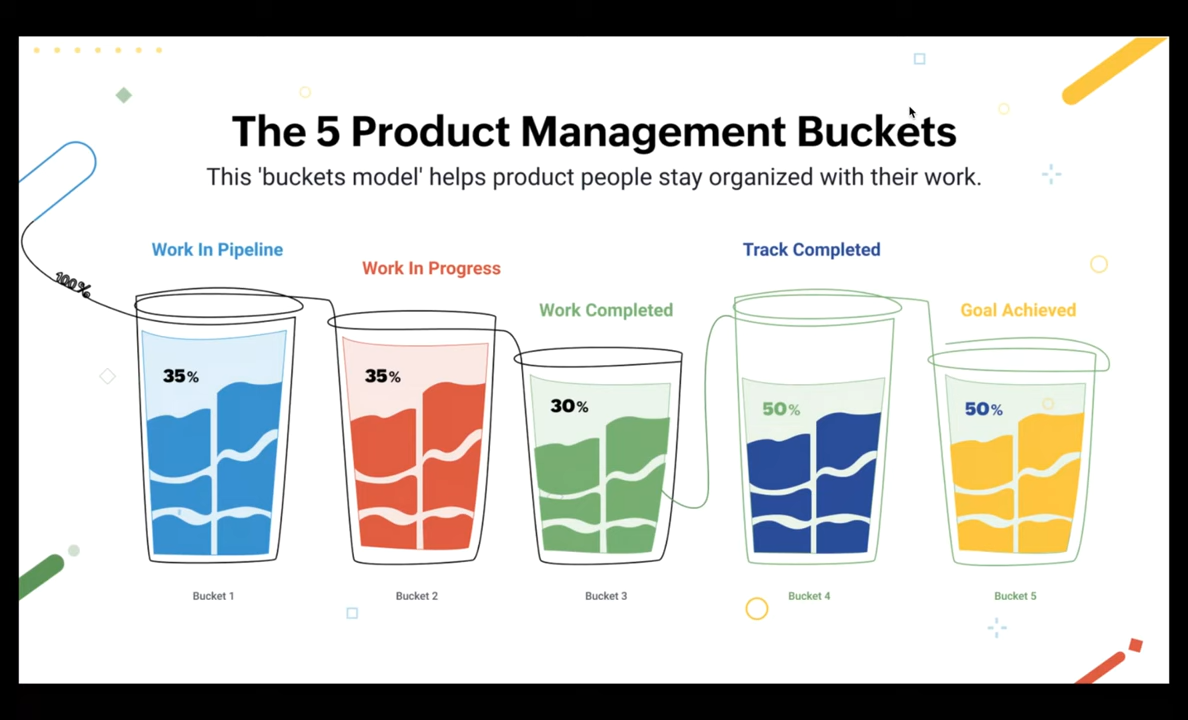 The 5 Product Management Buckets
This 'buckets model' helps product people stay organized with their work.
Work In Pipeline
Work In Progress
Work Completed
Track Completed
Goal Achieved
100%
35%
35%
30%
50%
50%
Bucket 1
Bucket 2
Bucket 3
Bucket 4
Bucket 5